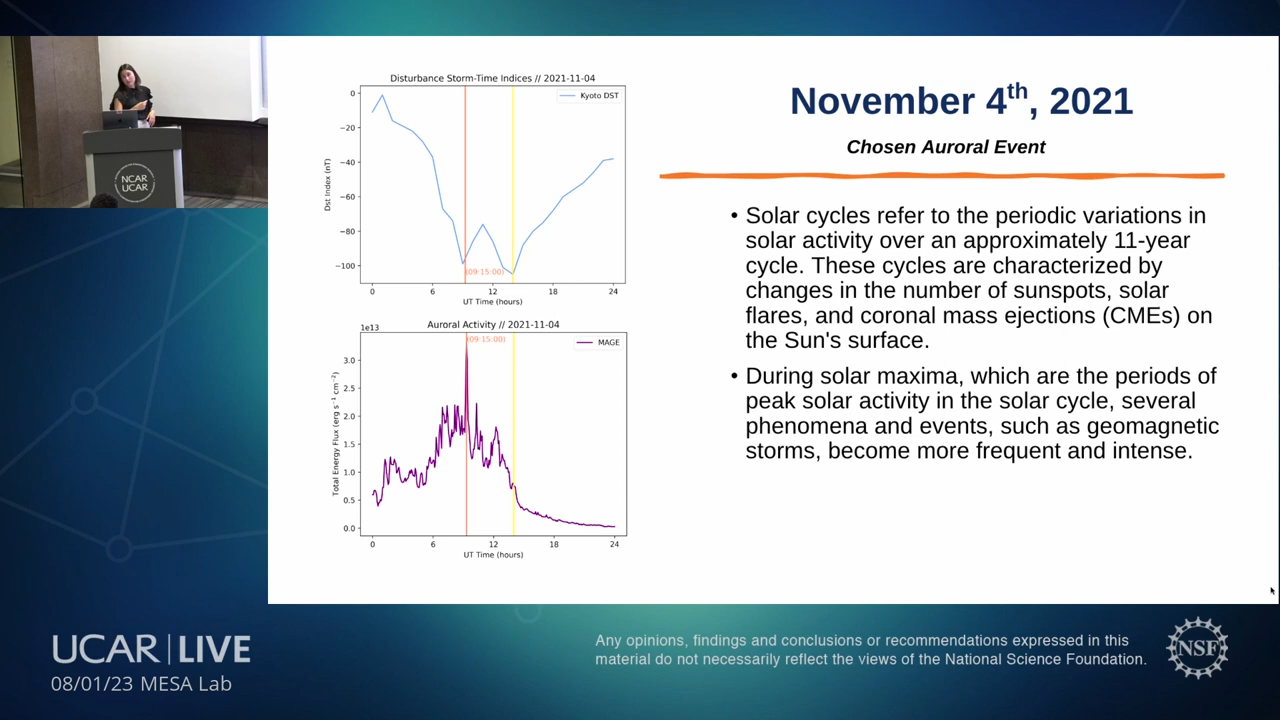 NCAR
UCAR
Disturbance Storm-Time Indices // 2021-11-04
Kyoto DST
0
−20
−40
−60
−80
−100
Dst Index (nT)
(09:15:00)
0 6 12 18 24
UT Time (hours)
Auroral Activity // 2021-11-04
1e13
(09:15:00)
MAGE
3.0
2.5
2.0
1.5
1.0
0.5
0.0
Total Energy Flux (erg s⁻¹ cm⁻²)
0 6 12 18 24
UT Time (hours)
November 4th, 2021
Chosen Auroral Event
• Solar cycles refer to the periodic variations in
solar activity over an approximately 11-year
cycle. These cycles are characterized by
changes in the number of sunspots, solar
flares, and coronal mass ejections (CMEs) on
the Sun's surface.
• During solar maxima, which are the periods of
peak solar activity in the solar cycle, several
phenomena and events, such as geomagnetic
storms, become more frequent and intense.
UCAR | LIVE
08/01/23 MESA Lab
Any opinions, findings and conclusions or recommendations expressed in this
material do not necessarily reflect the views of the National Science Foundation.
NSF